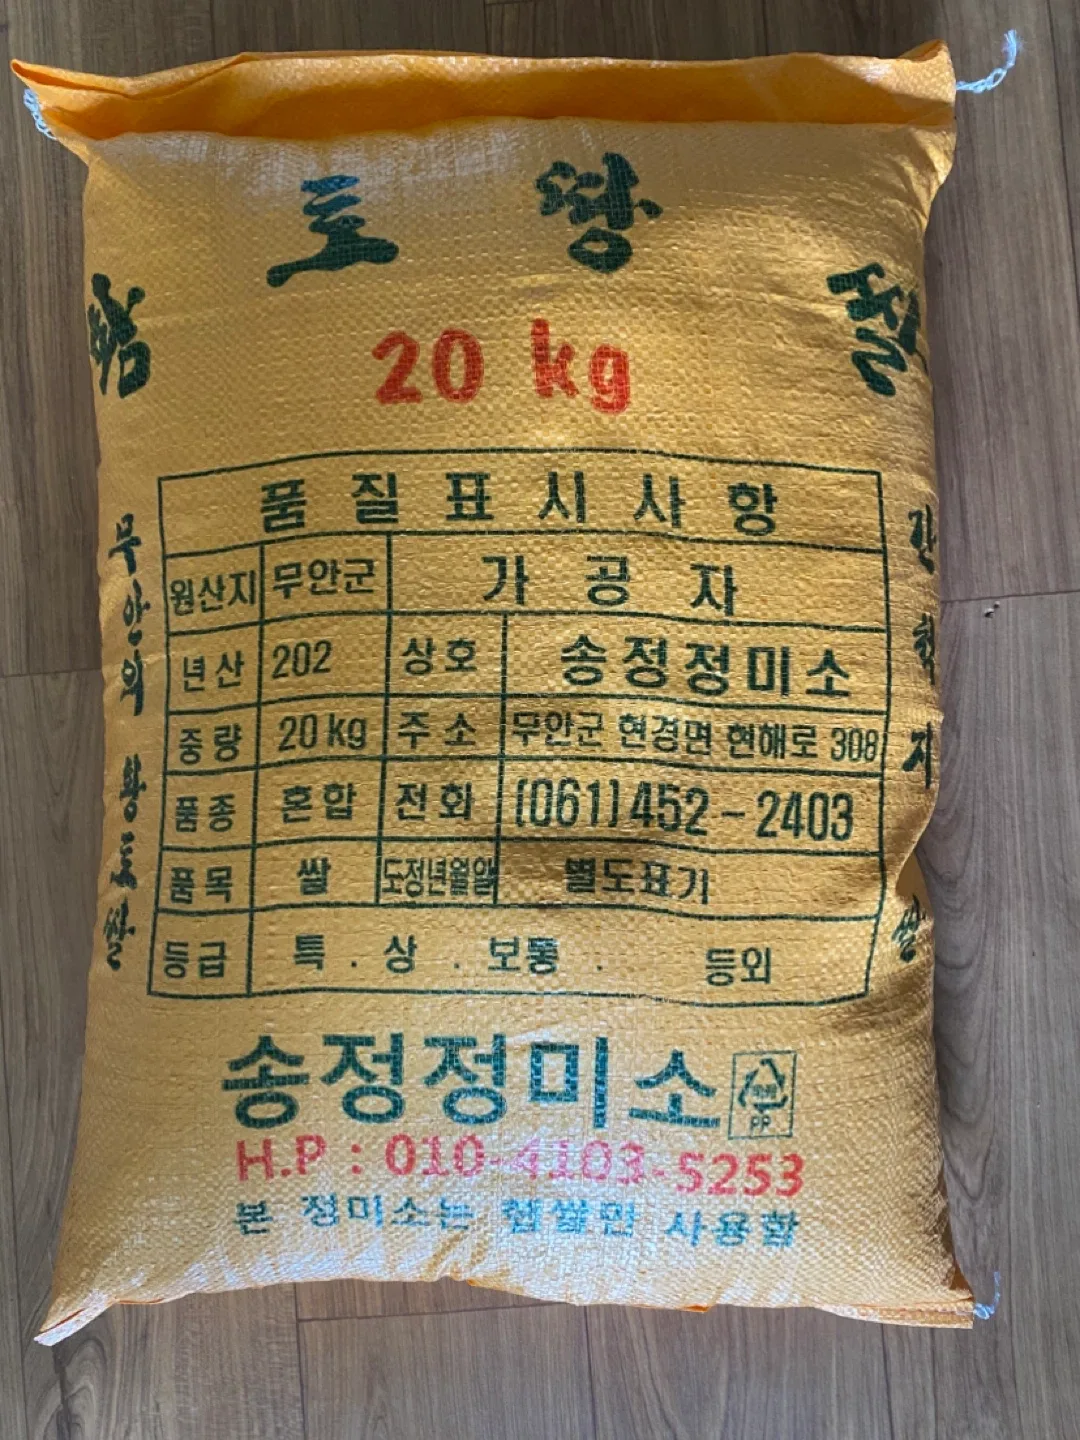 토 땅
쌀
20 kg
품 질 표 시 사 항
원산지 무안군 가 공 자
년 산 202 상 호 송정정미소
중 량 20 kg 주 소 무안군 현경면 현해로 308
품 종 혼 합 전 화 (061)452-2403
품 목 쌀 도정년월일 별도표기
등 급 특 . 상 . 보통 . 등외
무안의 황토쌀
간척지 쌀
송정정미소
PP
H.P : 010-4103-5253
본 정미소는 햅쌀만 사용함